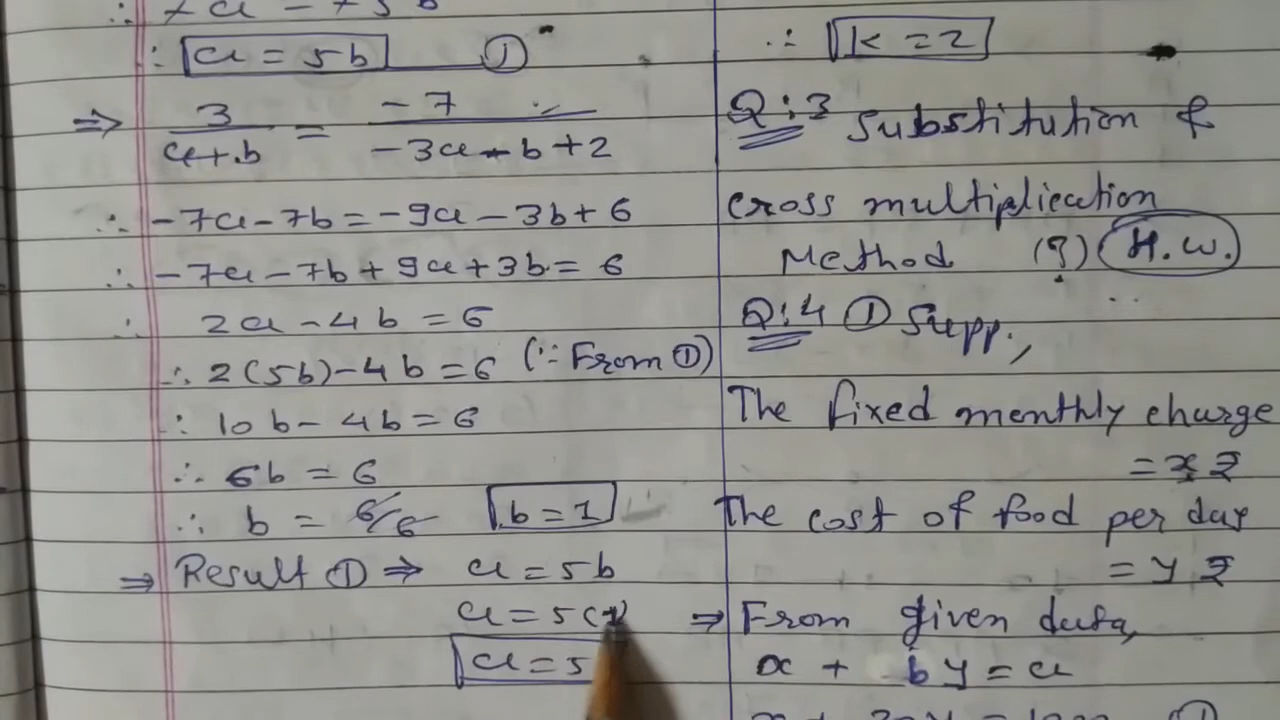 ∴ 7a = 35b
∴ a = 5b ①
⇒ 3/(a+b) = -7/(-3a-b+2)
∴ -7a-7b = -9a-3b+6
∴ -7a-7b+9a+3b = 6
∴ 2a-4b = 6
∴ 2(5b)-4b = 6 (∵ From ①)
∴ 10b-4b = 6
∴ 6b = 6
∴ b = 6/6 b = 1
⇒ Result ① ⇒ a = 5b
a = 5(1)
a = 5
∴ k = 2
Q:3 Substitution &
cross multiplication
Method (?) H.W.
Q:4 ① Supp.,
The fixed monthly charge
= x ₹
The cost of food per day
= y ₹
⇒ From given data,
x + by = a